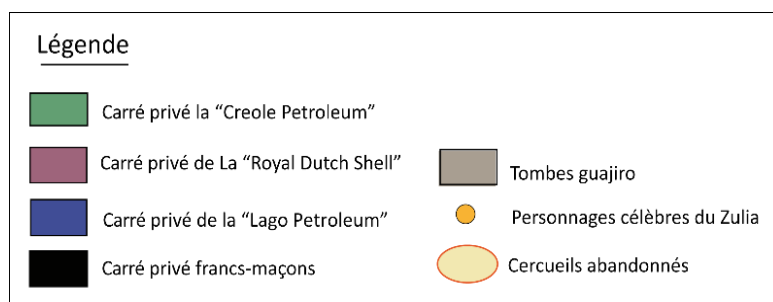 Légende
Carré privé la “Creole Petroleum”
Carré privé de La “Royal Dutch Shell”
Carré privé de la “Lago Petroleum”
Carré privé francs-maçons
Tombes guajiro
Personnages célèbres du Zulia
Cercueils abandonnés